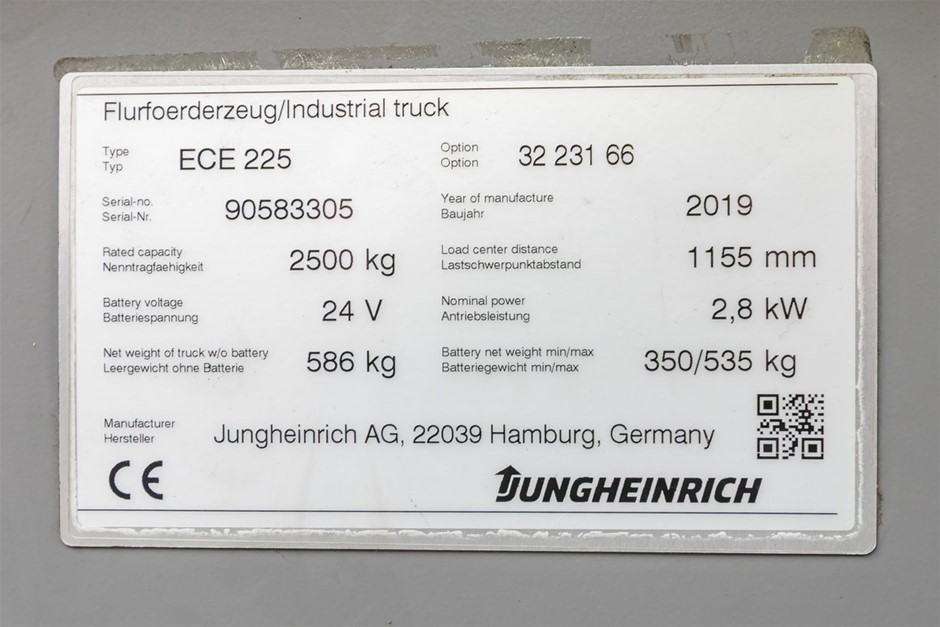 Flurfoerderzeug/Industrial truck
Type
Typ
ECE 225
Option
Option
32 231 66
Serial-no.
Serial-Nr.
90583305
Year of manufacture
Baujahr
2019
Rated capacity
Nenntragfaehigkeit
2500 kg
Load center distance
Lastschwerpunktabstand
1155 mm
Battery voltage
Batteriespannung
24 V
Nominal power
Antriebsleistung
2,8 kW
Net weight of truck w/o battery
Leergewicht ohne Batterie
586 kg
Battery net weight min/max
Batteriegewicht min/max
350/535 kg
Manufacturer
Hersteller
Jungheinrich AG, 22039 Hamburg, Germany
CE
JUNGHEINRICH